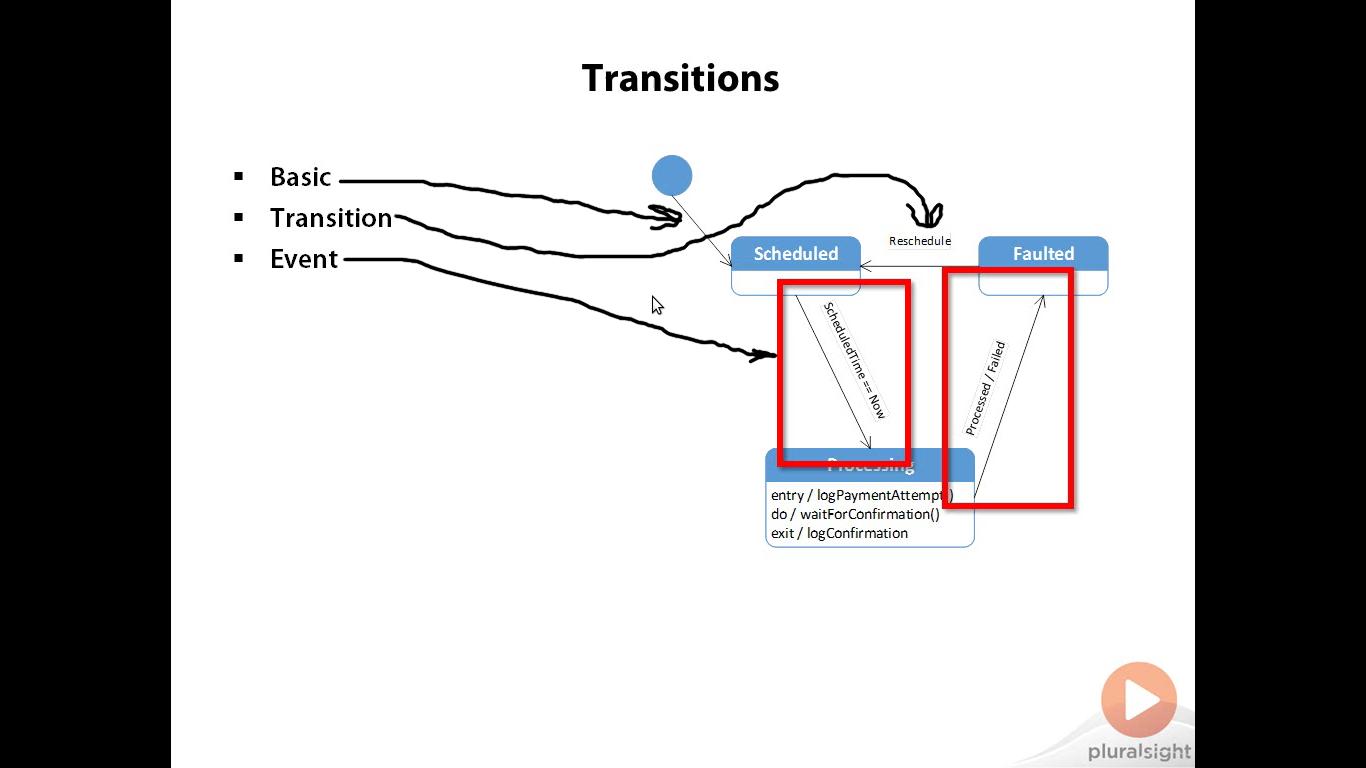 Transitions
▪ Basic
▪ Transition
▪ Event
Reschedule
Scheduled
Faulted
ScheduledTime == Now
Processed / Failed
Processing
entry / logPaymentAttempt()
do / waitForConfirmation()
exit / logConfirmation
pluralsight